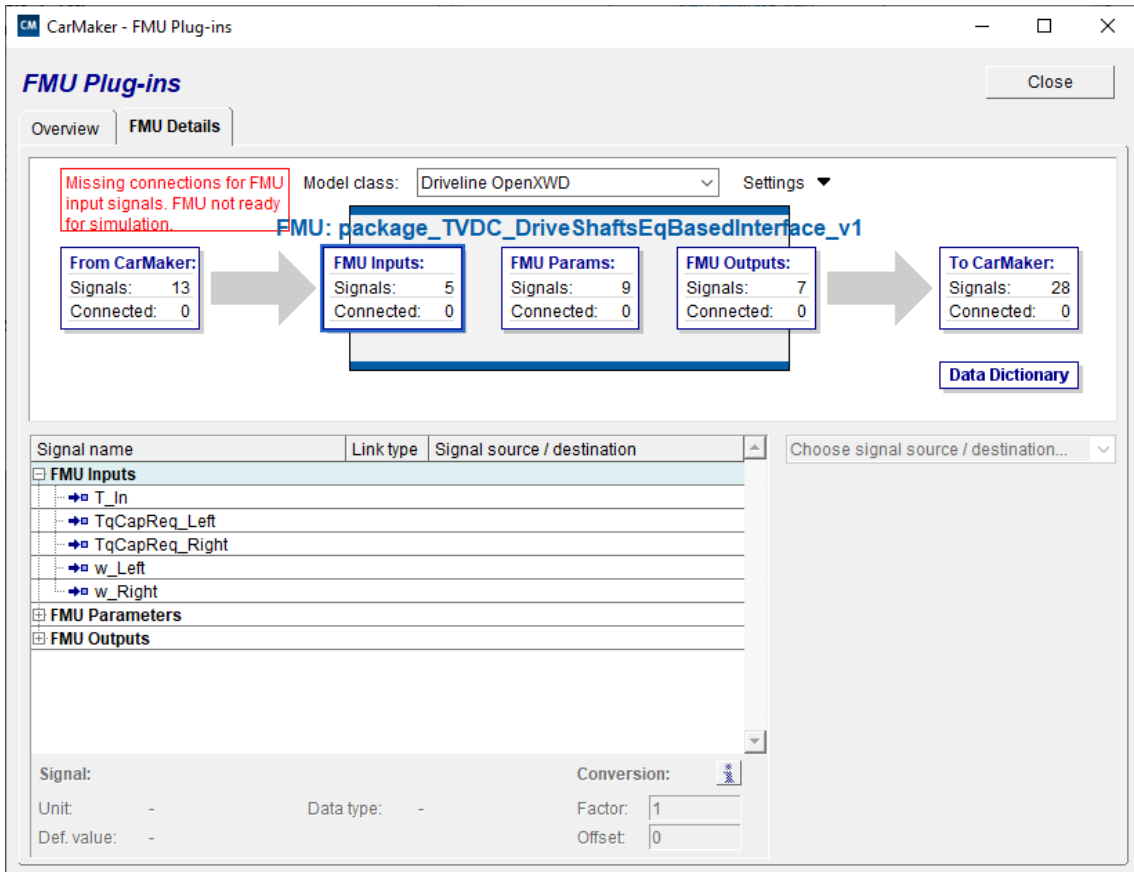 CM CarMaker - FMU Plug-ins
FMU Plug-ins
Close
Overview
FMU Details
Missing connections for FMU
input signals. FMU not ready
for simulation.
Model class:
Driveline OpenXWD
Settings
FMU: package_TVDC_DriveShaftsEqBasedInterface_v1
From CarMaker:
Signals: 13
Connected: 0
FMU Inputs:
Signals: 5
Connected: 0
FMU Params:
Signals: 9
Connected: 0
FMU Outputs:
Signals: 7
Connected: 0
To CarMaker:
Signals: 28
Connected: 0
Data Dictionary
Signal name Link type Signal source / destination
Choose signal source / destination...
FMU Inputs
T_In
TqCapReq_Left
TqCapReq_Right
w_Left
w_Right
FMU Parameters
FMU Outputs
Signal: Conversion:
Unit: - Data type: - Factor: 1
Def. value: - Offset: 0